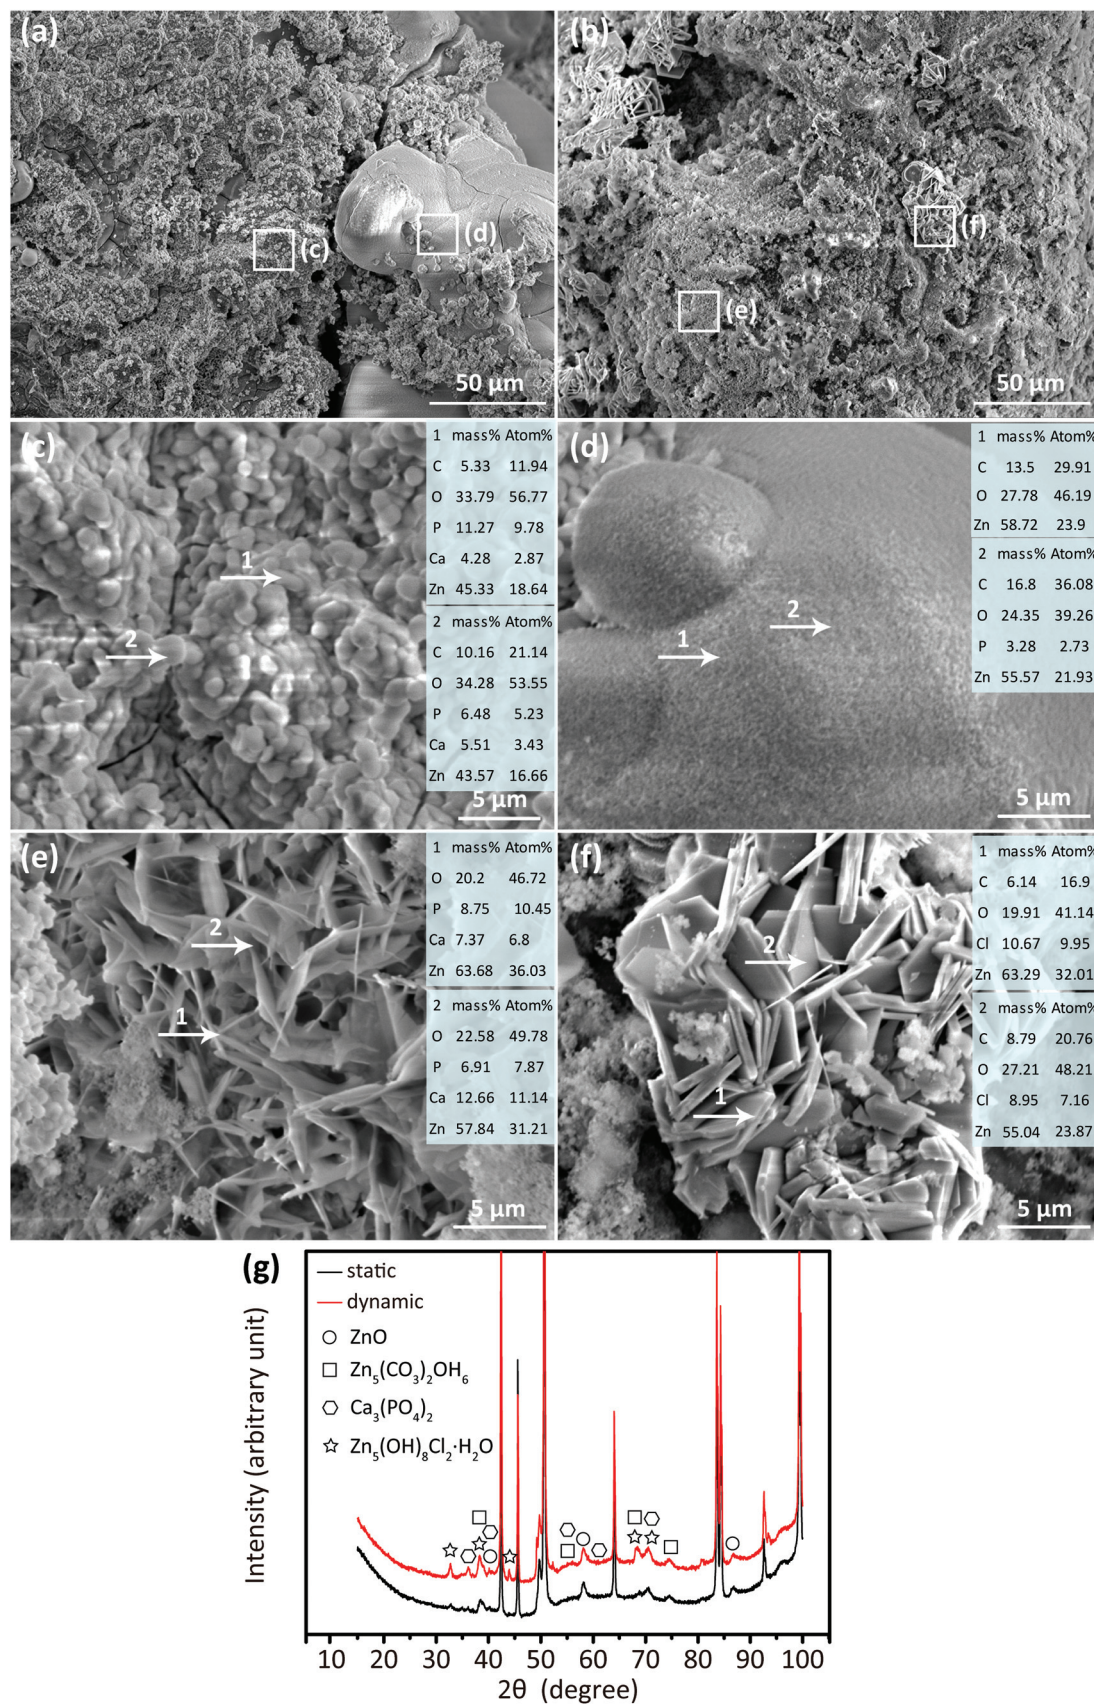 (a)
(c)
(d)
50 µm
(b)
(e)
(f)
50 µm
(c)
1
2
1 mass% Atom%
C 5.33 11.94
O 33.79 56.77
P 11.27 9.78
Ca 4.28 2.87
Zn 45.33 18.64
2 mass% Atom%
C 10.16 21.14
O 34.28 53.55
P 6.48 5.23
Ca 5.51 3.43
Zn 43.57 16.66
5 µm
(d)
1
2
1 mass% Atom%
C 13.5 29.91
O 27.78 46.19
Zn 58.72 23.9
2 mass% Atom%
C 16.8 36.08
O 24.35 39.26
P 3.28 2.73
Zn 55.57 21.93
5 µm
(e)
2
1
1 mass% Atom%
O 20.2 46.72
P 8.75 10.45
Ca 7.37 6.8
Zn 63.68 36.03
2 mass% Atom%
O 22.58 49.78
P 6.91 7.87
Ca 12.66 11.14
Zn 57.84 31.21
5 µm
(f)
2
1
1 mass% Atom%
C 6.14 16.9
O 19.91 41.14
Cl 10.67 9.95
Zn 63.29 32.01
2 mass% Atom%
C 8.79 20.76
O 27.21 48.21
Cl 8.95 7.16
Zn 55.04 23.87
5 µm
(g)
static
dynamic
ZnO
Zn₅(CO₃)₂OH₆
Ca₃(PO₄)₂
Zn₅(OH)₈Cl₂·H₂O
Intensity (arbitrary unit)
10 20 30 40 50 60 70 80 90 100
2θ (degree)